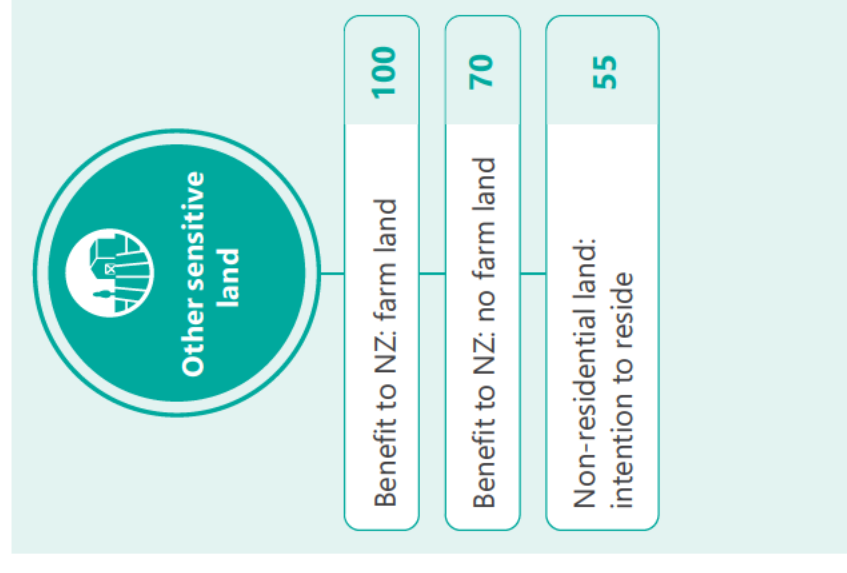 Other sensitive
land
Benefit to NZ: farm land 100
Benefit to NZ: no farm land 70
Non-residential land:
intention to reside
55